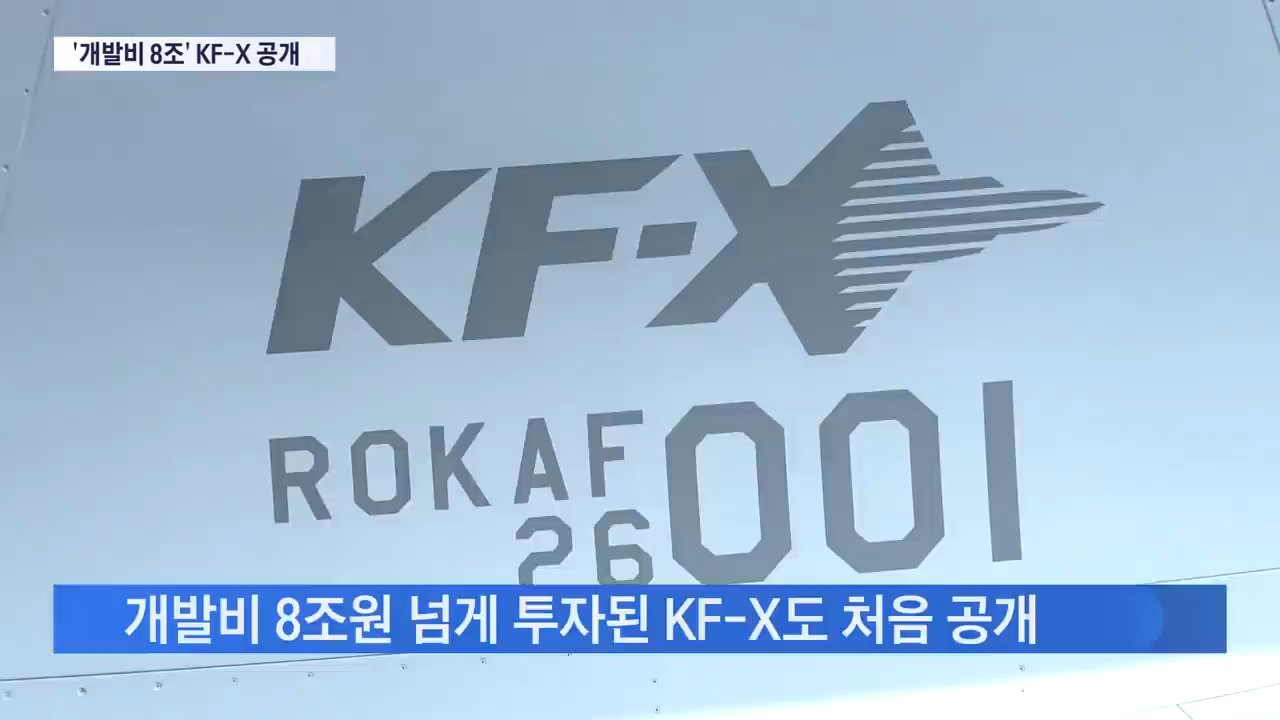 '개발비 8조' KF-X 공개
KF-X
ROKAF
26 001
개발비 8조원 넘게 투자된 KF-X도 처음 공개